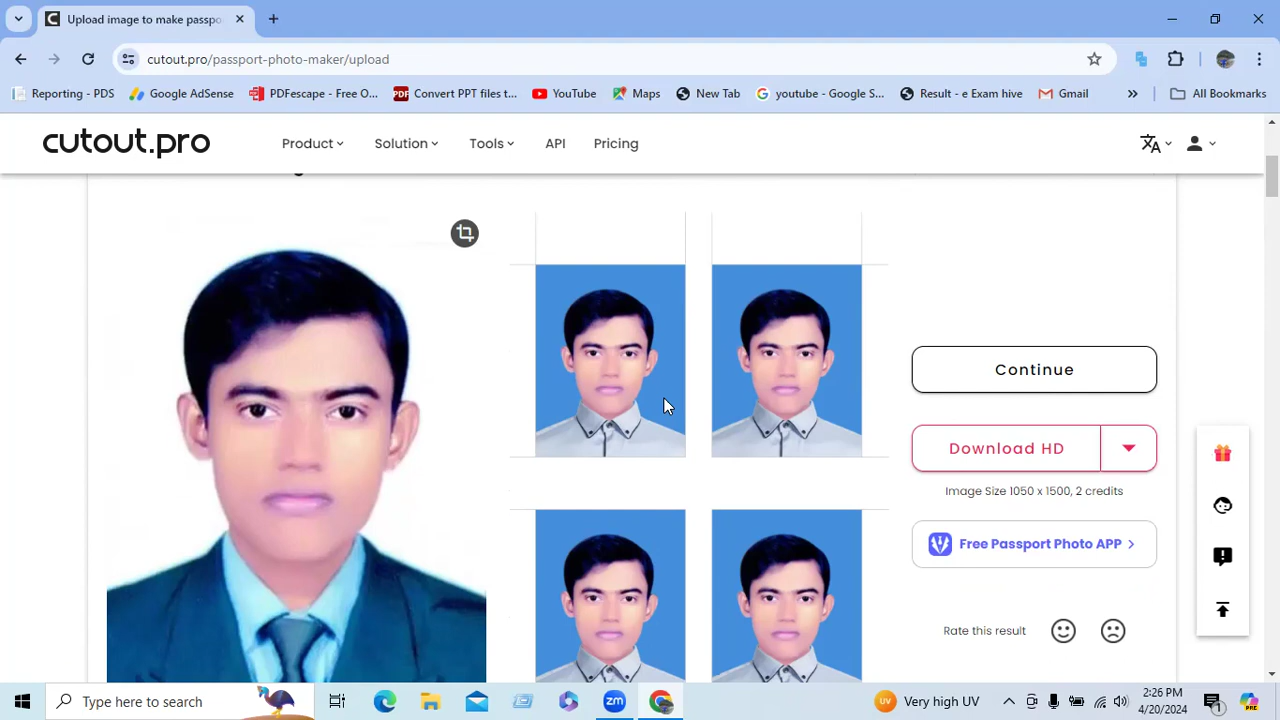 Upload image to make passpo
cutout.pro/passport-photo-maker/upload
Reporting - PDS
Google AdSense
PDFescape - Free O...
Convert PPT files t...
YouTube
Maps
New Tab
youtube - Google S...
Result - e Exam hive
Gmail
All Bookmarks
cutout.pro
Product
Solution
Tools
API
Pricing
Continue
Download HD
Image Size 1050 x 1500, 2 credits
Free Passport Photo APP >
Rate this result
Type here to search
Very high UV
2:26 PM
4/20/2024